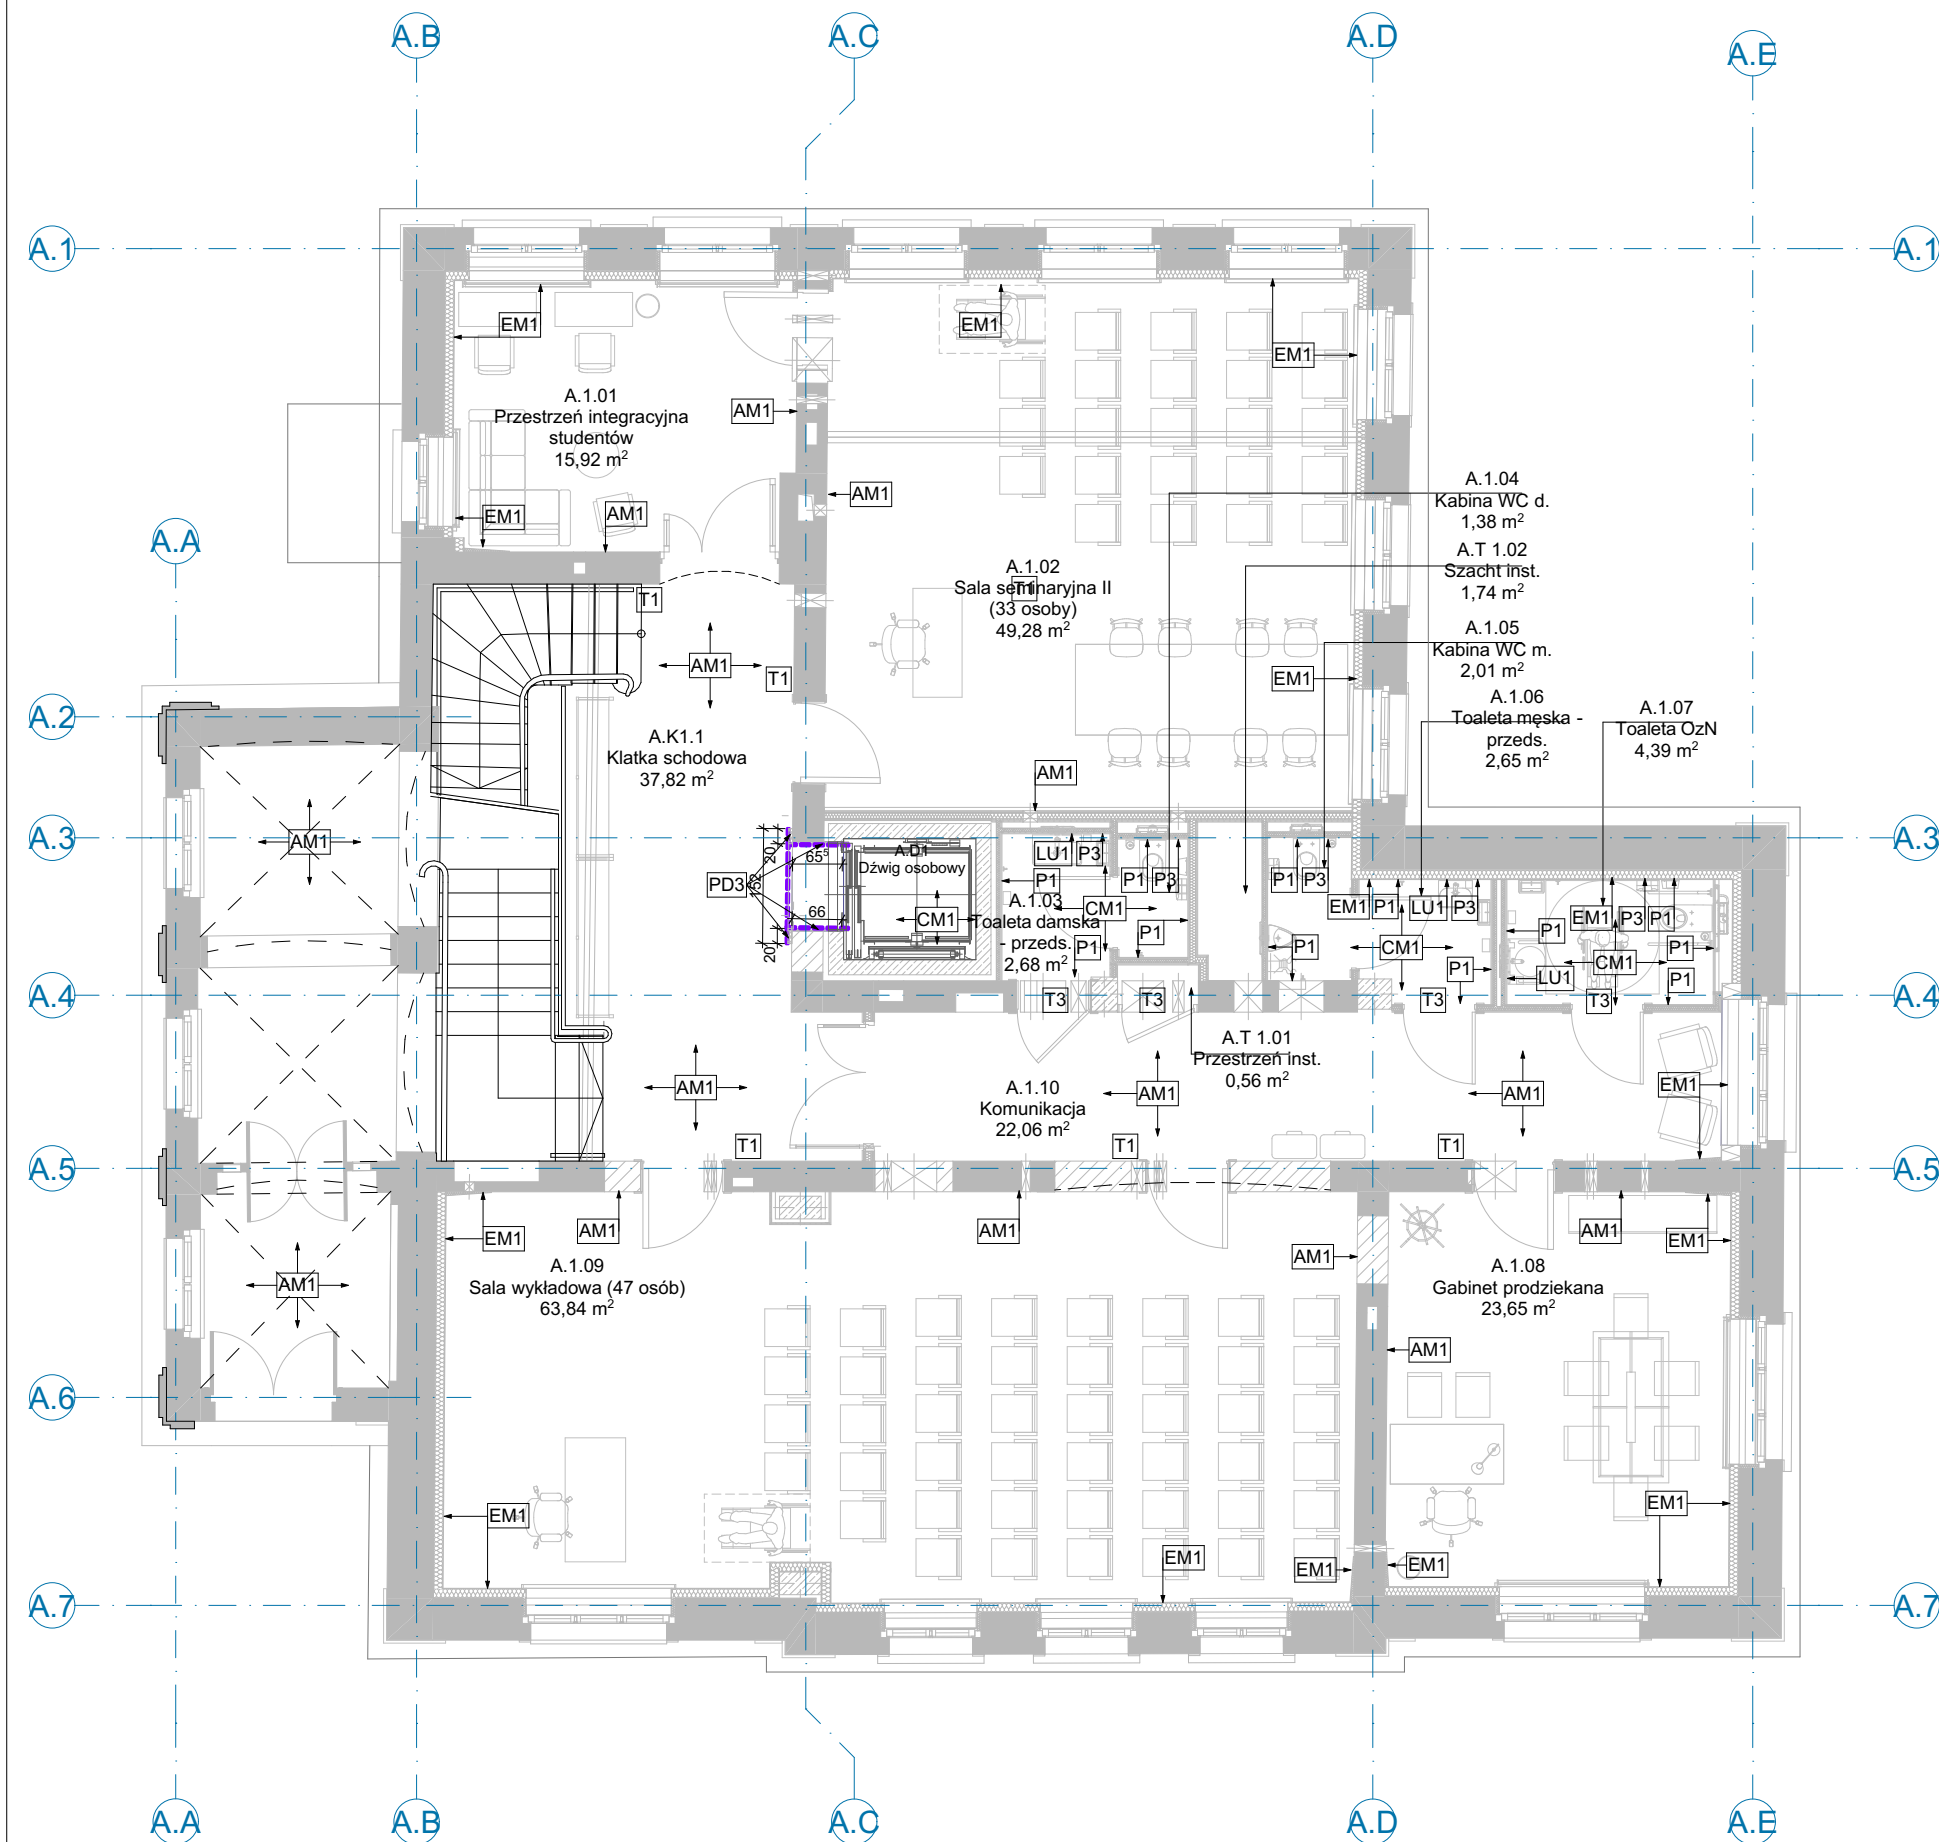 A.B
A.C
A.D
A.E
A.1
A.1
EM1
EM1
EM1
A.1.01
Przestrzeń integracyjna
studentów
15,92 m²
AM1
AM1
EM1
AM1
A.1.04
Kabina WC d.
1,38 m²
A.T 1.02
Szacht inst.
1,74 m²
A.A
A.1.02
Sala seminaryjna II
(33 osoby)
49,28 m²
T1
T1
A.1.05
Kabina WC m.
2,01 m²
AM1
T1
EM1
A.1.06
Toaleta męska -
przeds.
2,65 m²
A.1.07
Toaleta OzN
4,39 m²
A.2
A.2
A.K1.1
Klatka schodowa
37,82 m²
AM1
A.3
A.3
AM1
20
152
20
65⁵
66
PD3
A.D1
Dźwig osobowy
CM1
LU1
P3
P1
P1
P3
CM1
P1
P1
A.1.03
Toaleta damska
- przeds.
2,68 m²
P1
P3
P1
EM1
P1
LU1
P3
CM1
P1
EM1
P3
P1
P1
P1
CM1
LU1
P1
A.4
A.4
T3
T3
T3
T3
A.T 1.01
Przestrzeń inst.
0,56 m²
AM1
A.1.10
Komunikacja
22,06 m²
AM1
AM1
EM1
T1
T1
T1
A.5
A.5
EM1
AM1
AM1
AM1
AM1
EM1
A.1.09
Sala wykładowa (47 osób)
63,84 m²
A.1.08
Gabinet prodziekana
23,65 m²
AM1
AM1
A.6
A.6
EM1
EM1
EM1
EM1
EM1
A.7
A.7
A.A
A.B
A.C
A.D
A.E